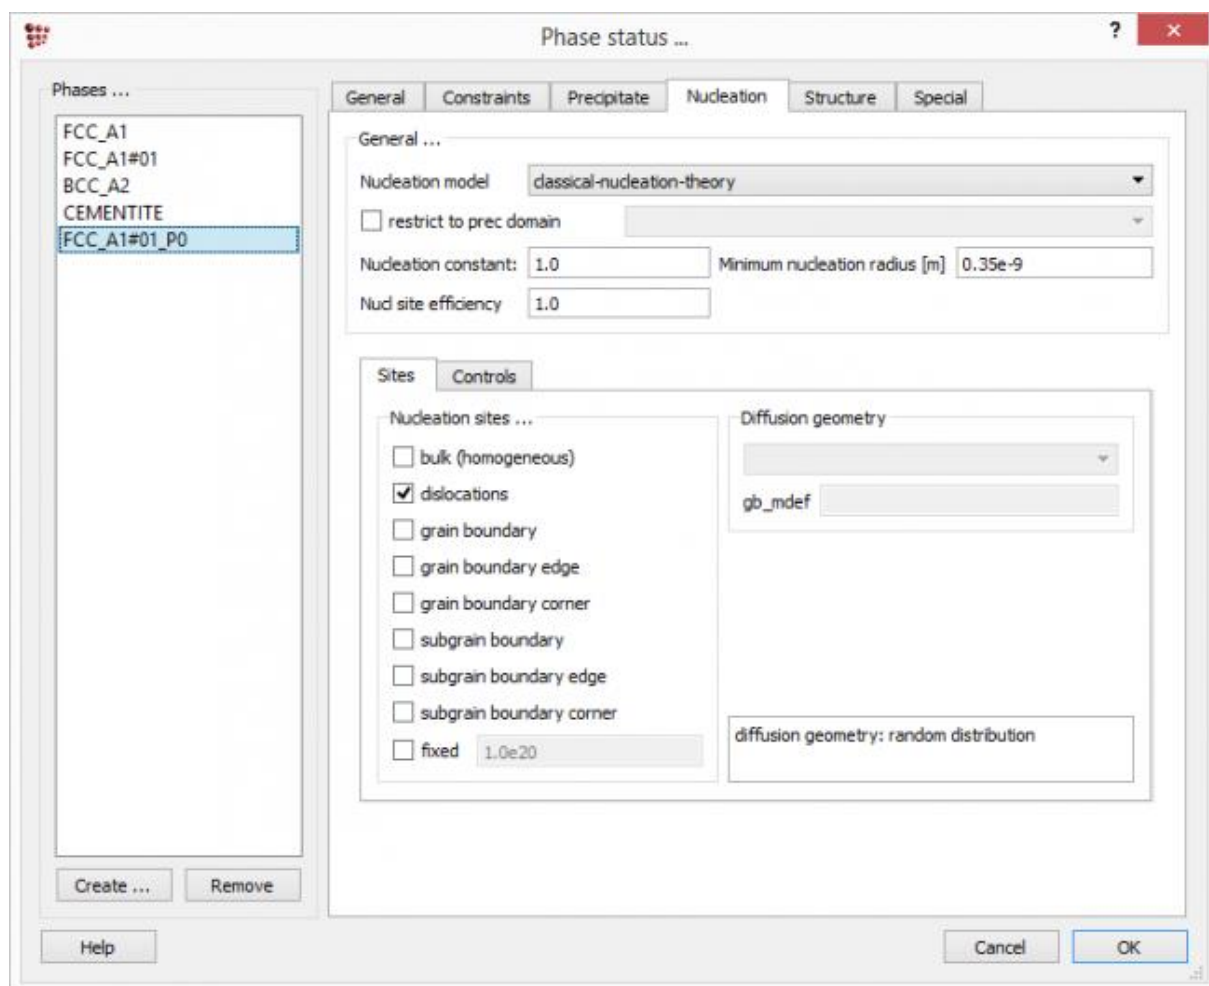 Phase status ...
?
Phases ...
FCC_A1
FCC_A1#01
BCC_A2
CEMENTITE
FCC_A1#01_P0
Create ...
Remove
General
Constraints
Precipitate
Nucleation
Structure
Special
General ...
Nucleation model
classical-nucleation-theory
restrict to prec domain
Nucleation constant:
1.0
Minimum nucleation radius [m]
0.35e-9
Nucl site efficiency
1.0
Sites
Controls
Nucleation sites ...
bulk (homogeneous)
dislocations
grain boundary
grain boundary edge
grain boundary corner
subgrain boundary
subgrain boundary edge
subgrain boundary corner
fixed
1.0e20
Diffusion geometry
gb_mdef
diffusion geometry: random distribution
Help
Cancel
OK